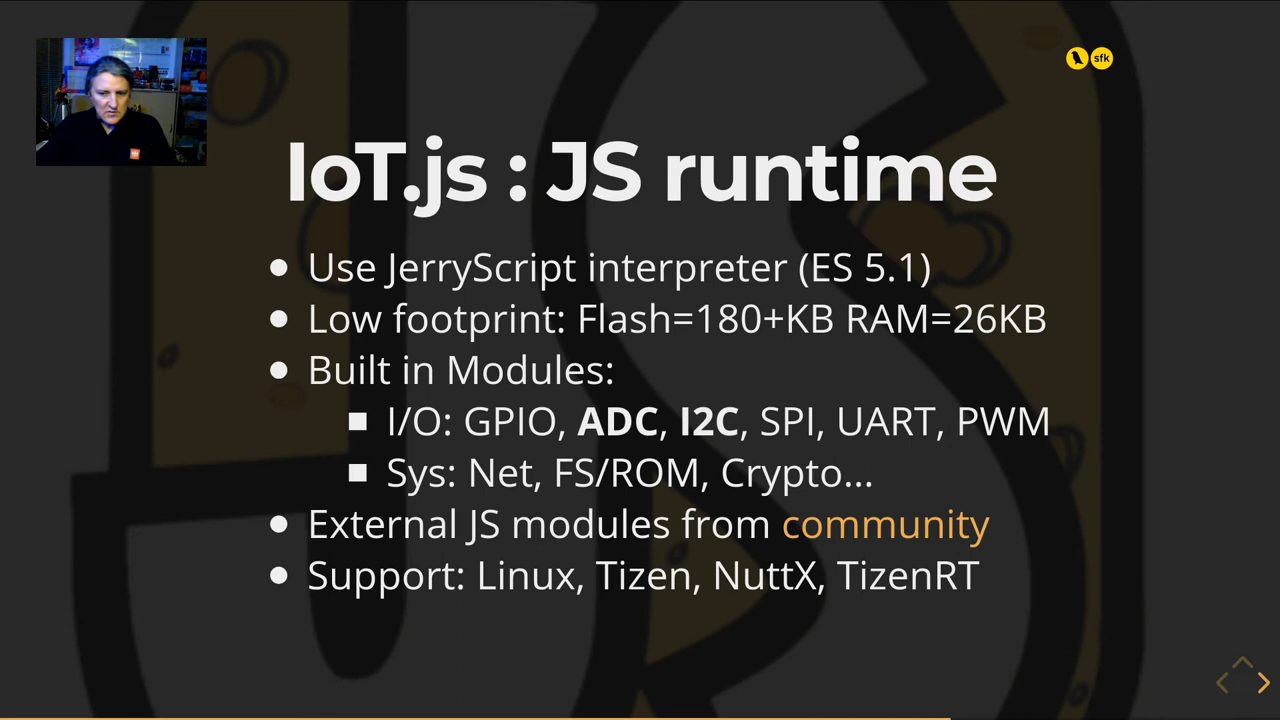 sfk
IoT.js : JS runtime
Use JerryScript interpreter (ES 5.1)
Low footprint: Flash=180+KB RAM=26KB
Built in Modules:
I/O: GPIO, ADC, I2C, SPI, UART, PWM
Sys: Net, FS/ROM, Crypto...
External JS modules from community
Support: Linux, Tizen, NuttX, TizenRT